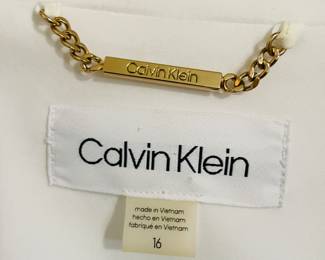 Calvin Klein
Calvin Klein
made in Vietnam
hecho en Vietnam
fabriqué en Vietnam
16